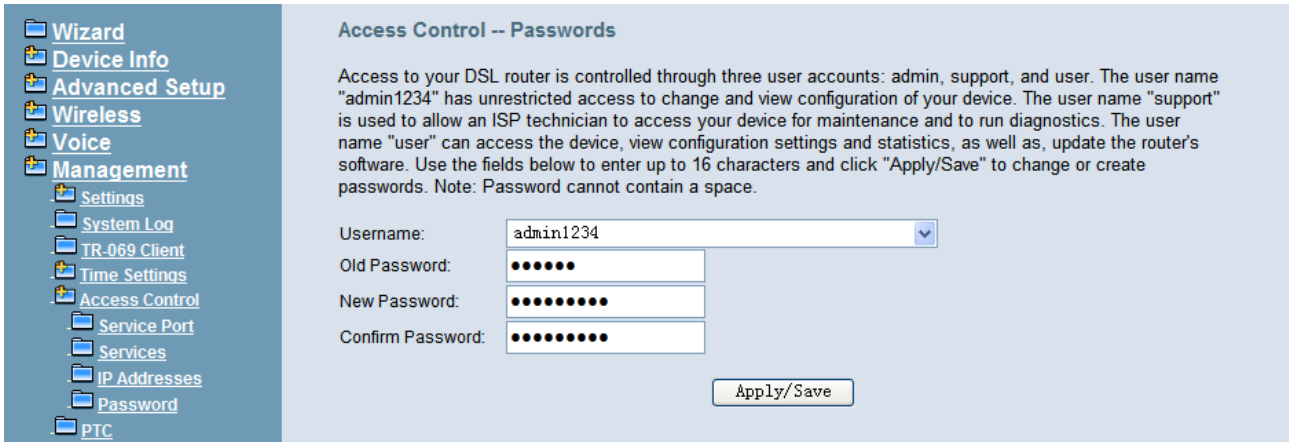 Wizard
Device Info
Advanced Setup
Wireless
Voice
Management
Settings
System Log
TR-069 Client
Time Settings
Access Control
Service Port
Services
IP Addresses
Password
PTC
Access Control -- Passwords
Access to your DSL router is controlled through three user accounts: admin, support, and user. The user name
"admin1234" has unrestricted access to change and view configuration of your device. The user name "support"
is used to allow an ISP technician to access your device for maintenance and to run diagnostics. The user
name "user" can access the device, view configuration settings and statistics, as well as, update the router's
software. Use the fields below to enter up to 16 characters and click "Apply/Save" to change or create
passwords. Note: Password cannot contain a space.
Username: admin1234
Old Password: ●●●●●●
New Password: ●●●●●●●●●
Confirm Password: ●●●●●●●●●
Apply/Save